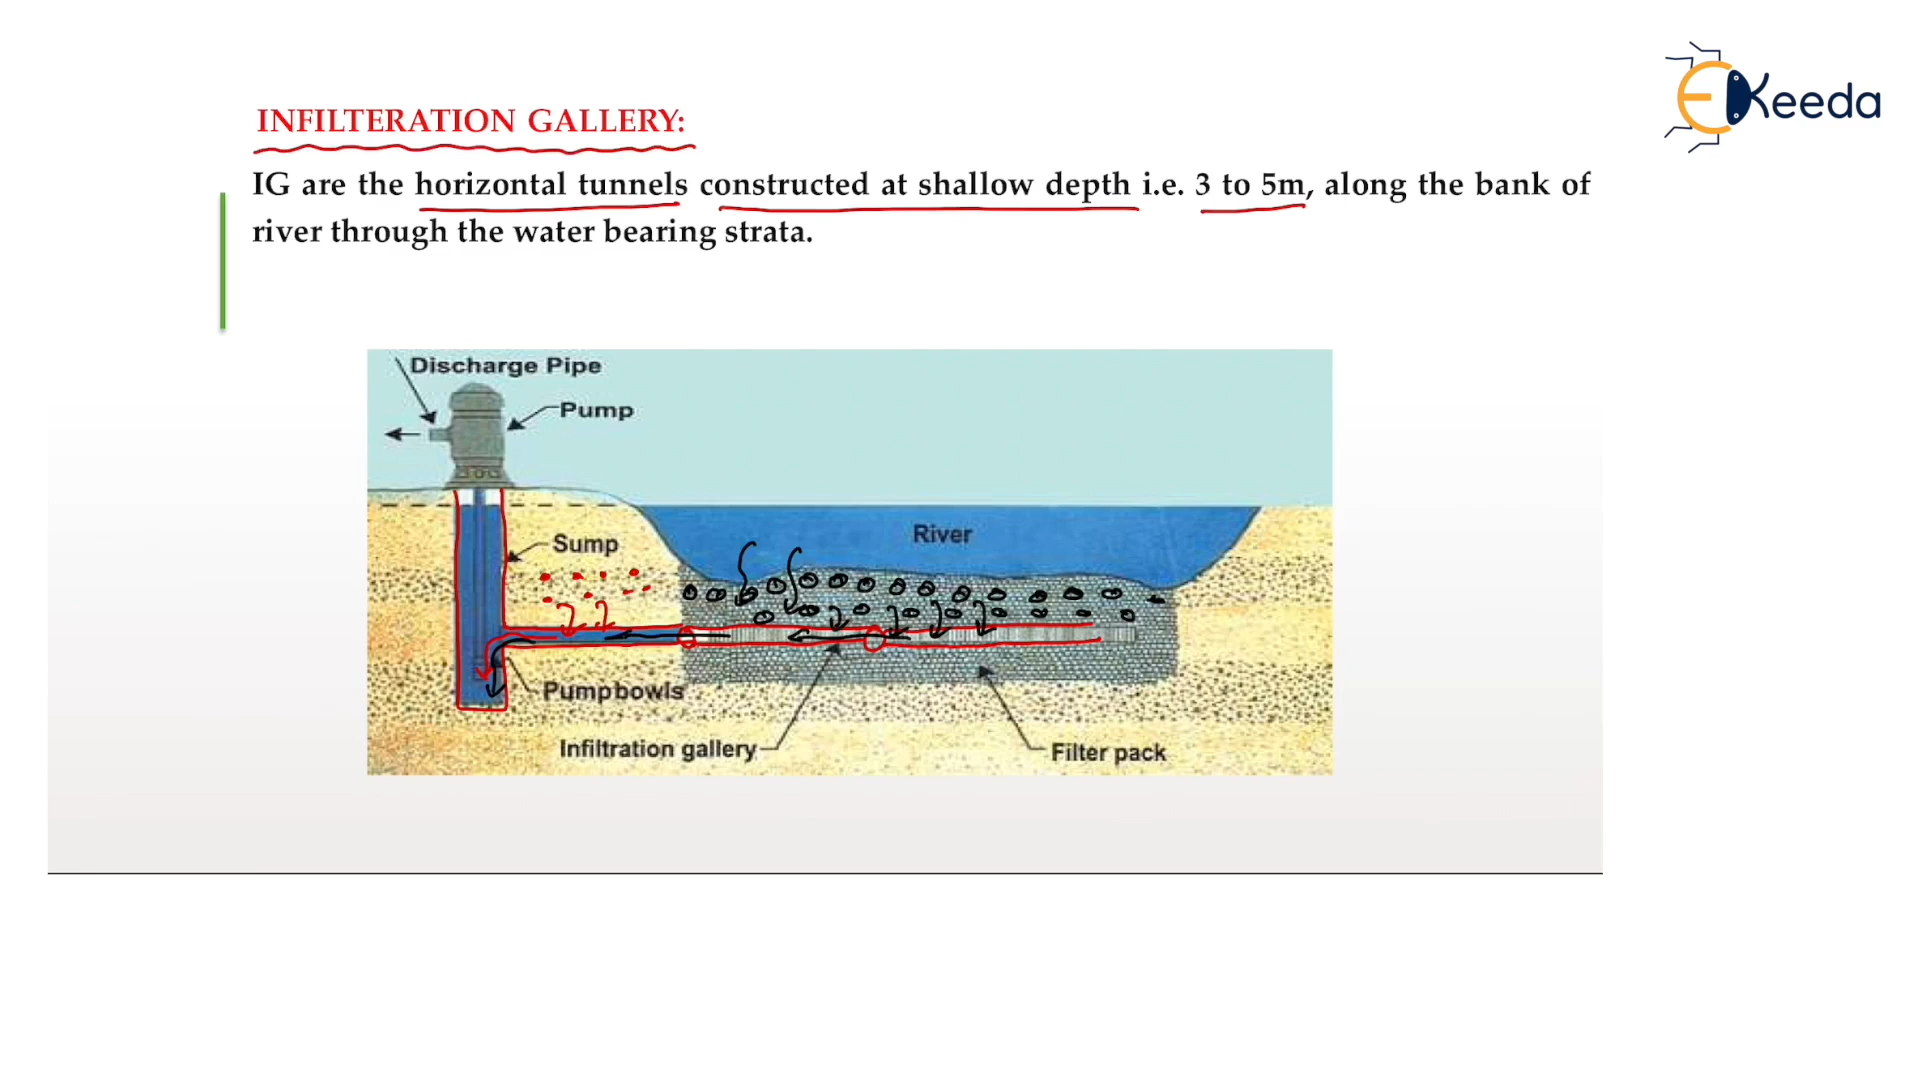 EKeeda
INFILTERATION GALLERY:
IG are the horizontal tunnels constructed at shallow depth i.e. 3 to 5m, along the bank of
river through the water bearing strata.
Discharge Pipe
Pump
River
Sump
Pumpbowls
Infiltration gallery
Filter pack